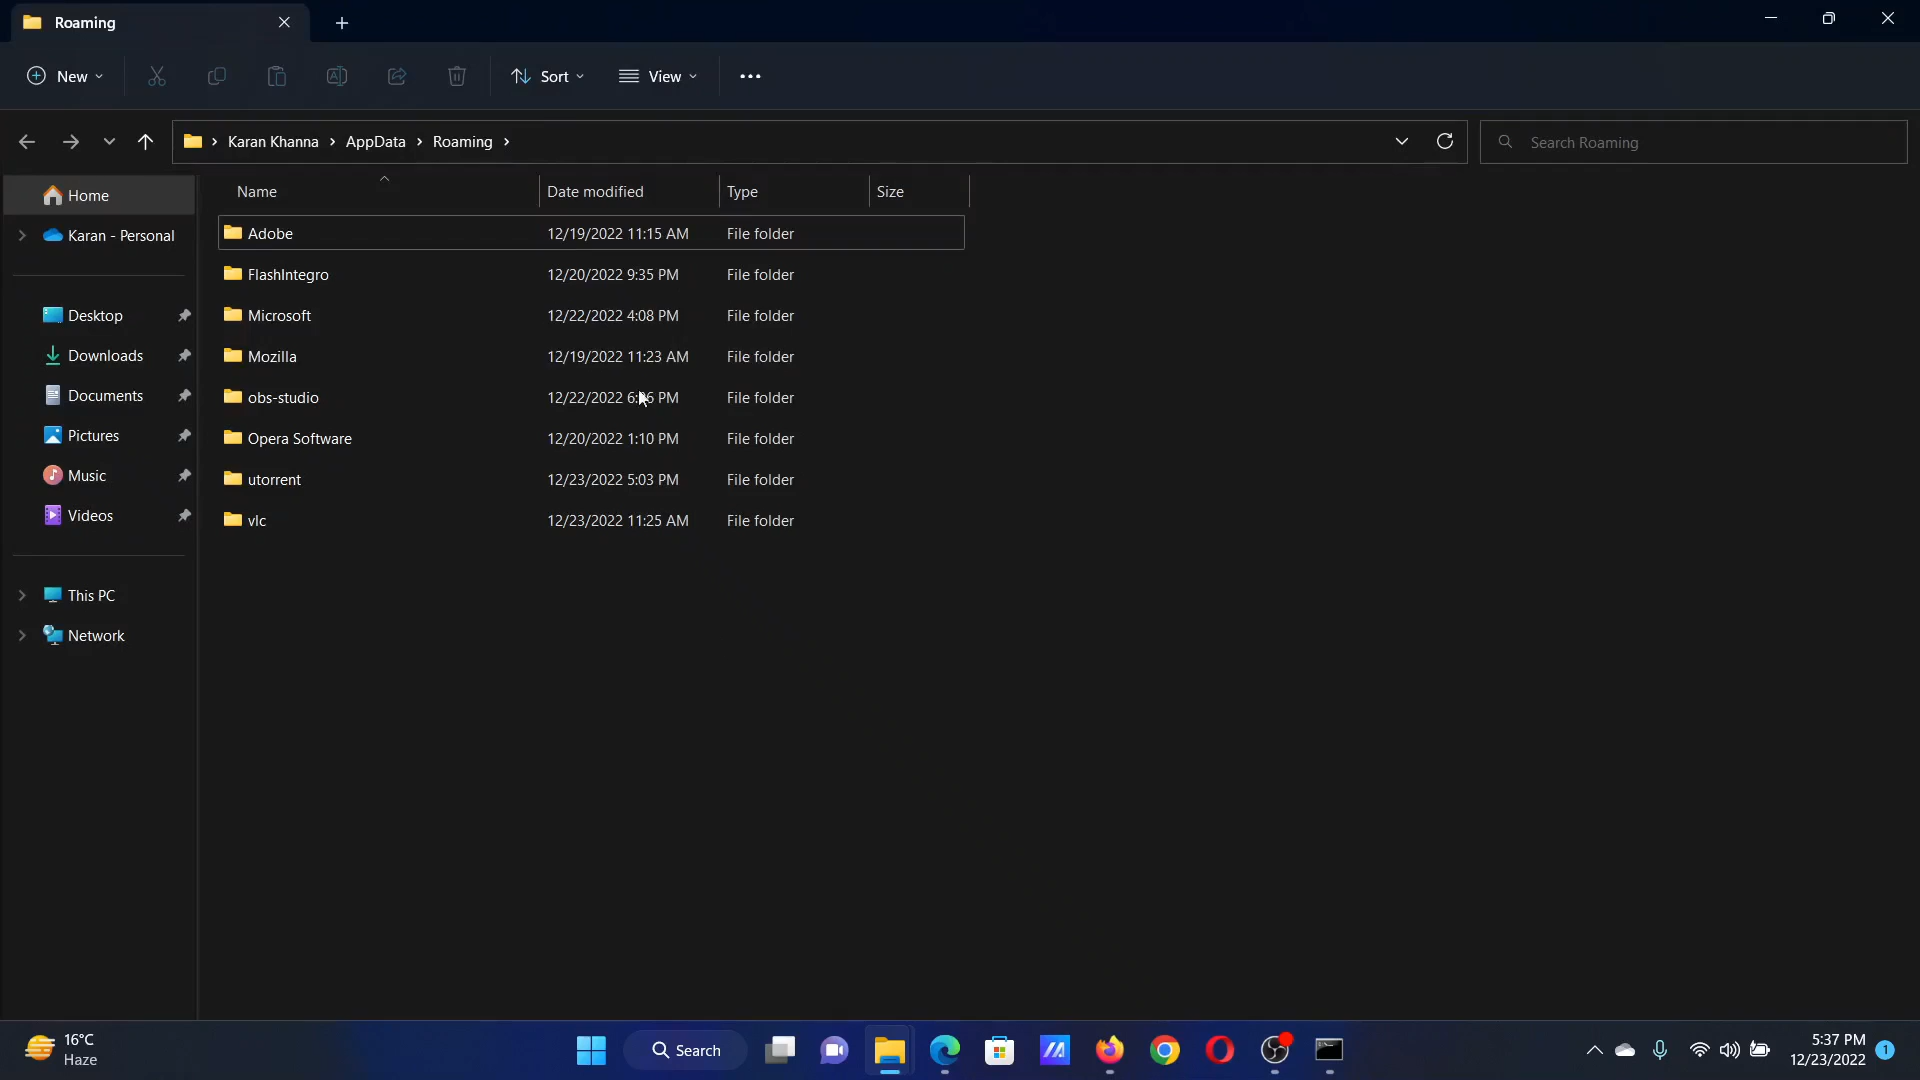 Roaming
New
Sort
View
Karan Khanna > AppData > Roaming >
Search Roaming
Home
Karan - Personal
Desktop
Downloads
Documents
Pictures
Music
Videos
This PC
Network
Name Date modified Type Size
Adobe 12/19/2022 11:15 AM File folder
FlashIntegro 12/20/2022 9:35 PM File folder
Microsoft 12/22/2022 4:08 PM File folder
Mozilla 12/19/2022 11:23 AM File folder
obs-studio 12/22/2022 PM File folder
Opera Software 12/20/2022 1:10 PM File folder
utorrent 12/23/2022 5:03 PM File folder
vlc 12/23/2022 11:25 AM File folder
16°C
Haze
Search
5:37 PM
12/23/2022
1